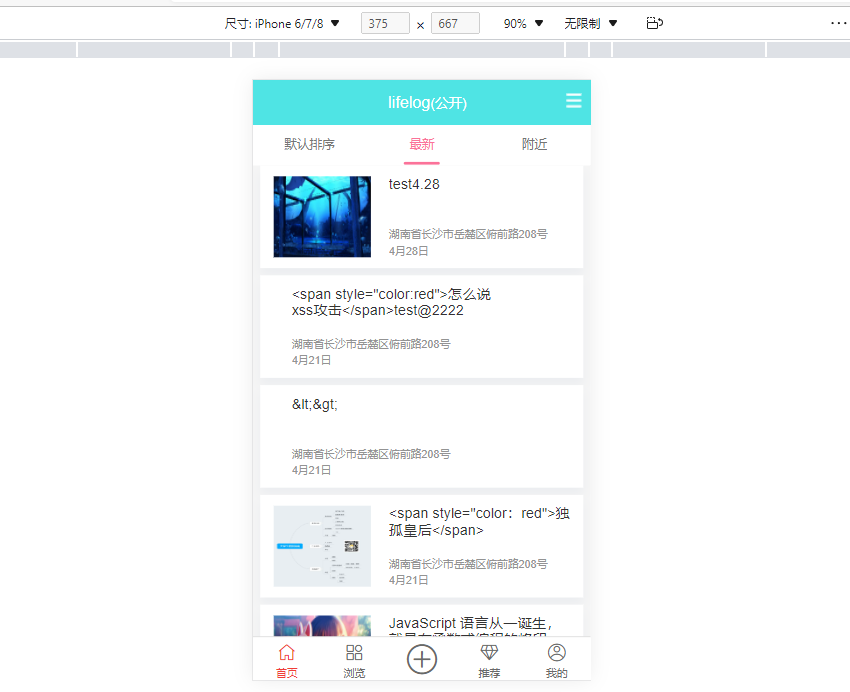 尺寸: iPhone 6/7/8 ▼ 375 x 667 90% ▼ 无限制 ▼
lifelog(公开)
默认排序 最新 附近
test4.28
湖南省长沙市岳麓区俯前路208号
4月28日
<span style="color:red">怎么说
xss攻击</span>test@2222
湖南省长沙市岳麓区俯前路208号
4月21日
&lt;&gt;
湖南省长沙市岳麓区俯前路208号
4月21日
<span style="color：red">独
孤皇后</span>
湖南省长沙市岳麓区俯前路208号
4月21日
JavaScript 语言从一诞生，
首页 浏览 推荐 我的